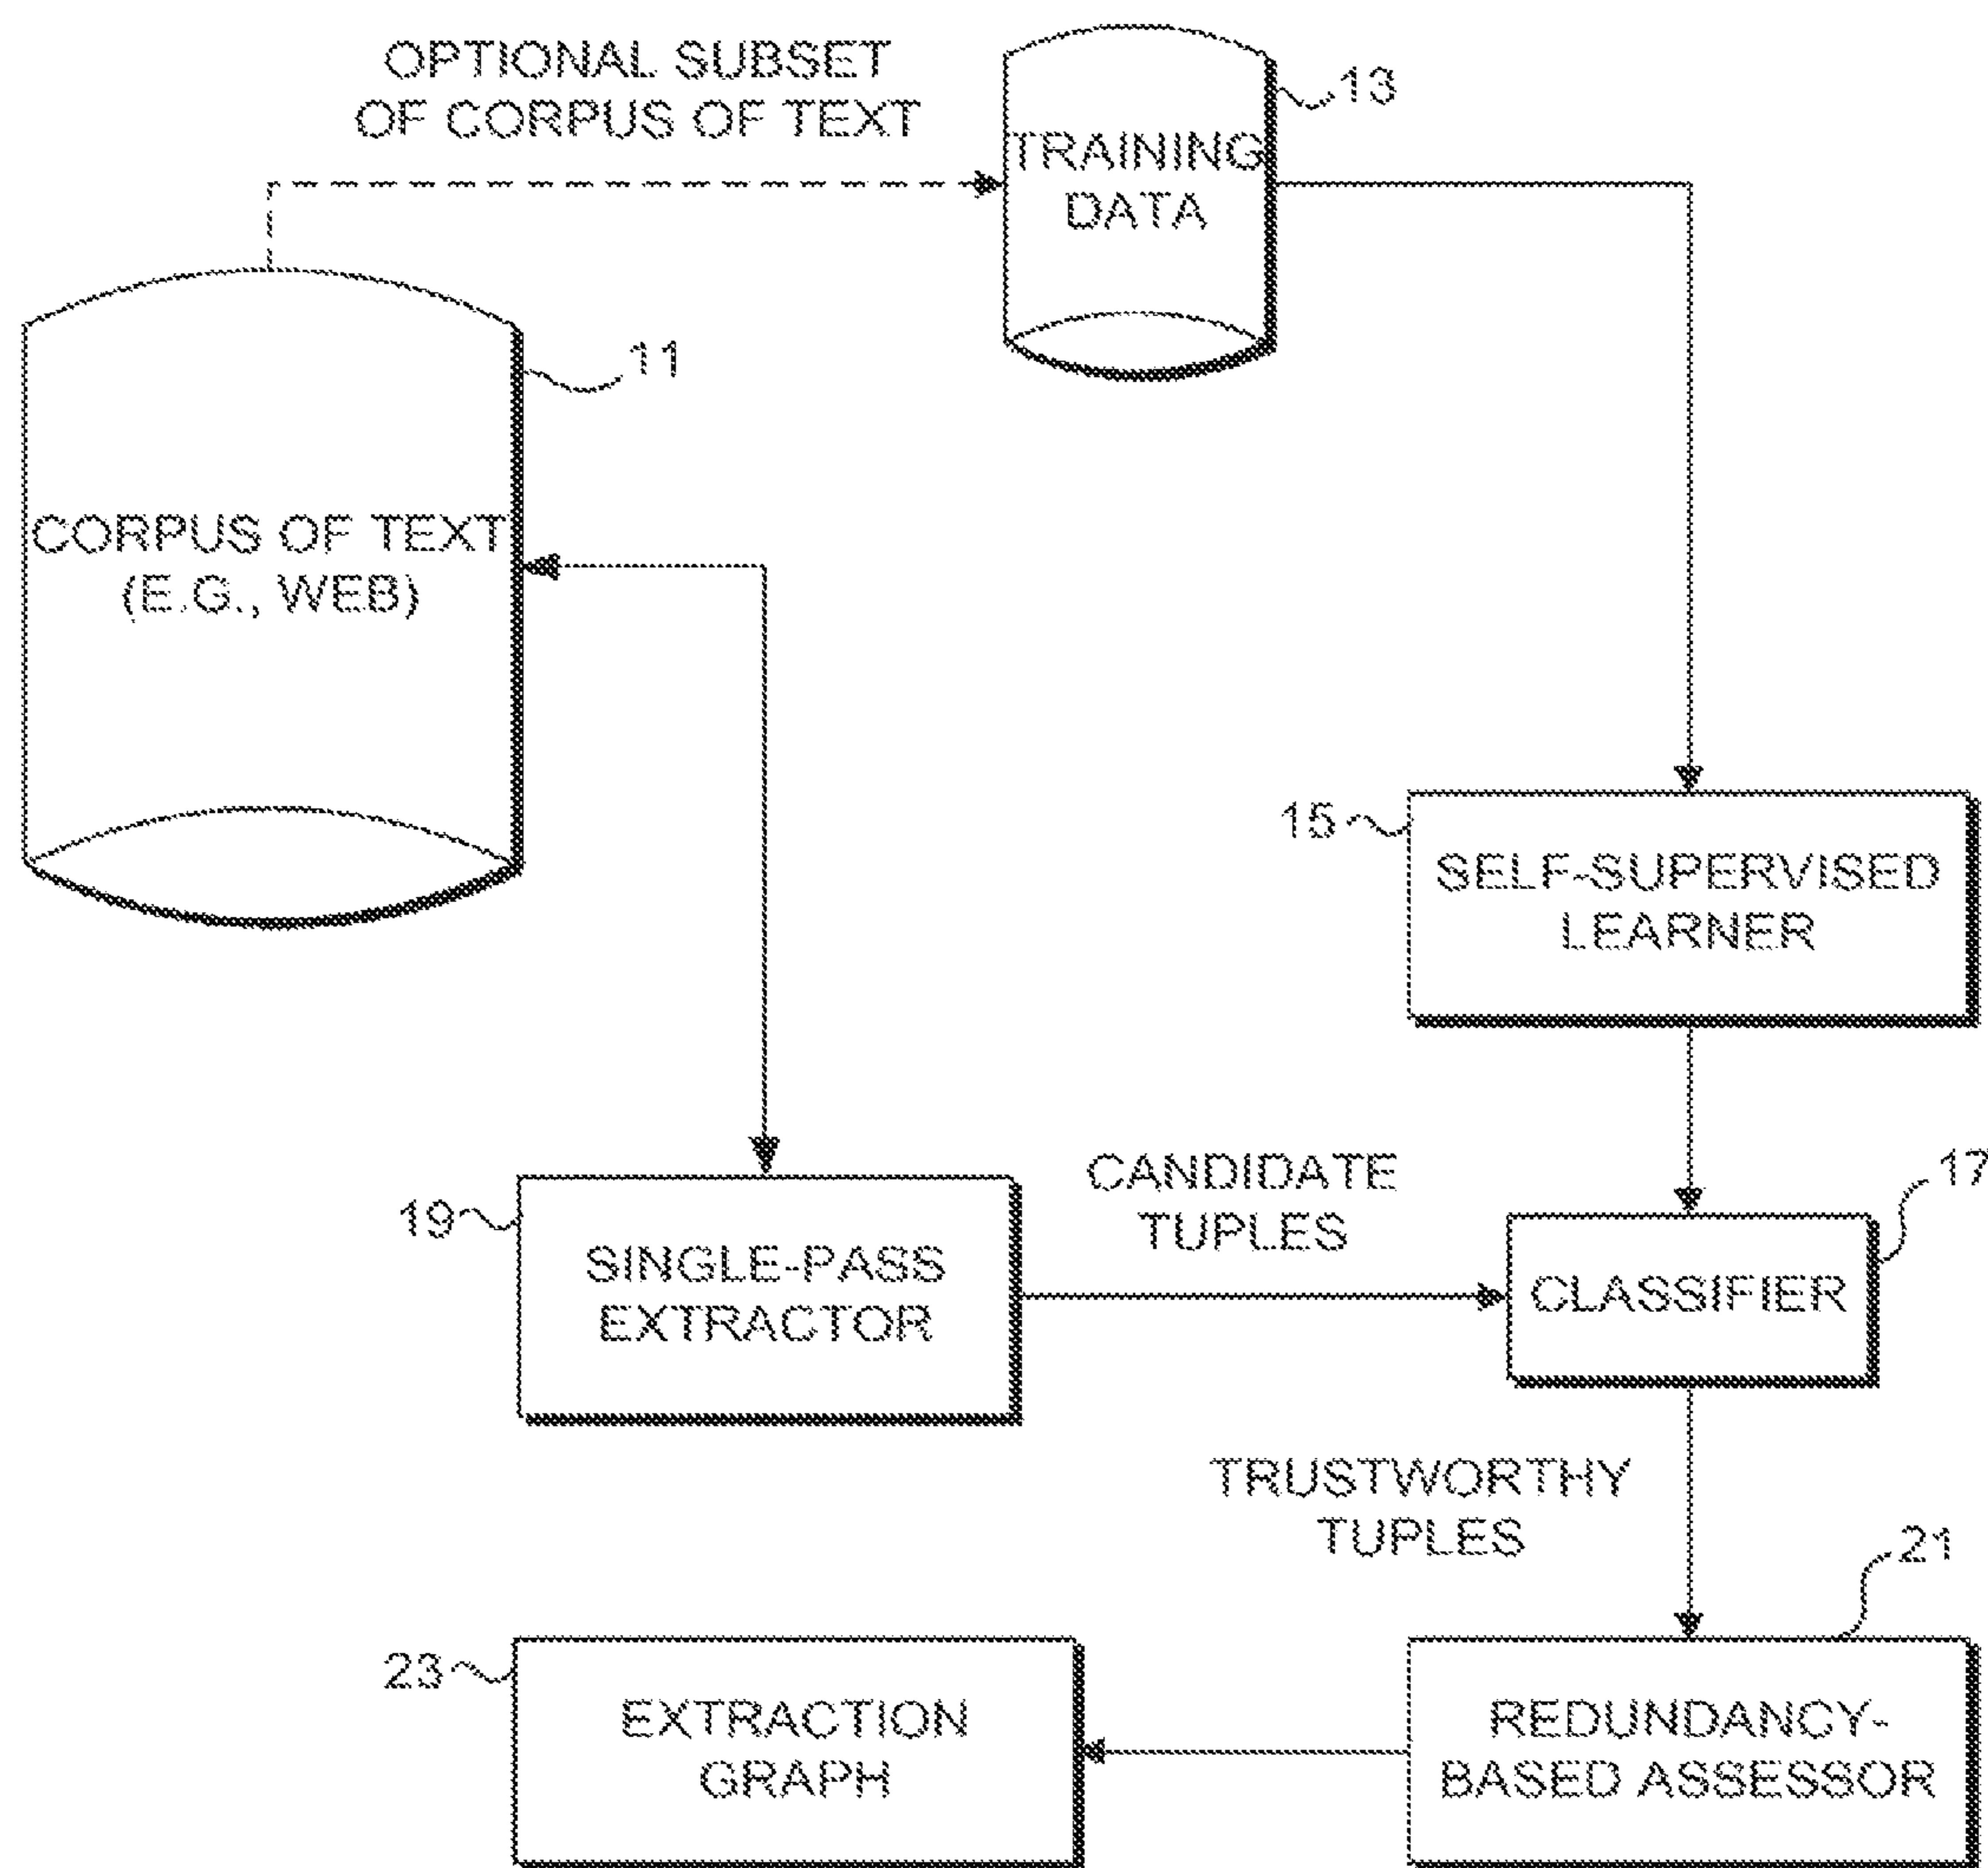 OPTIONAL SUBSET
OF CORPUS OF TEXT
13
TRAINING
DATA
11
CORPUS OF TEXT
(E.G., WEB)
15
SELF-SUPERVISED
LEARNER
19
SINGLE-PASS
EXTRACTOR
CANDIDATE
TUPLES
17
CLASSIFIER
TRUSTWORTHY
TUPLES
21
23
EXTRACTION
GRAPH
REDUNDANCY-
BASED ASSESSOR